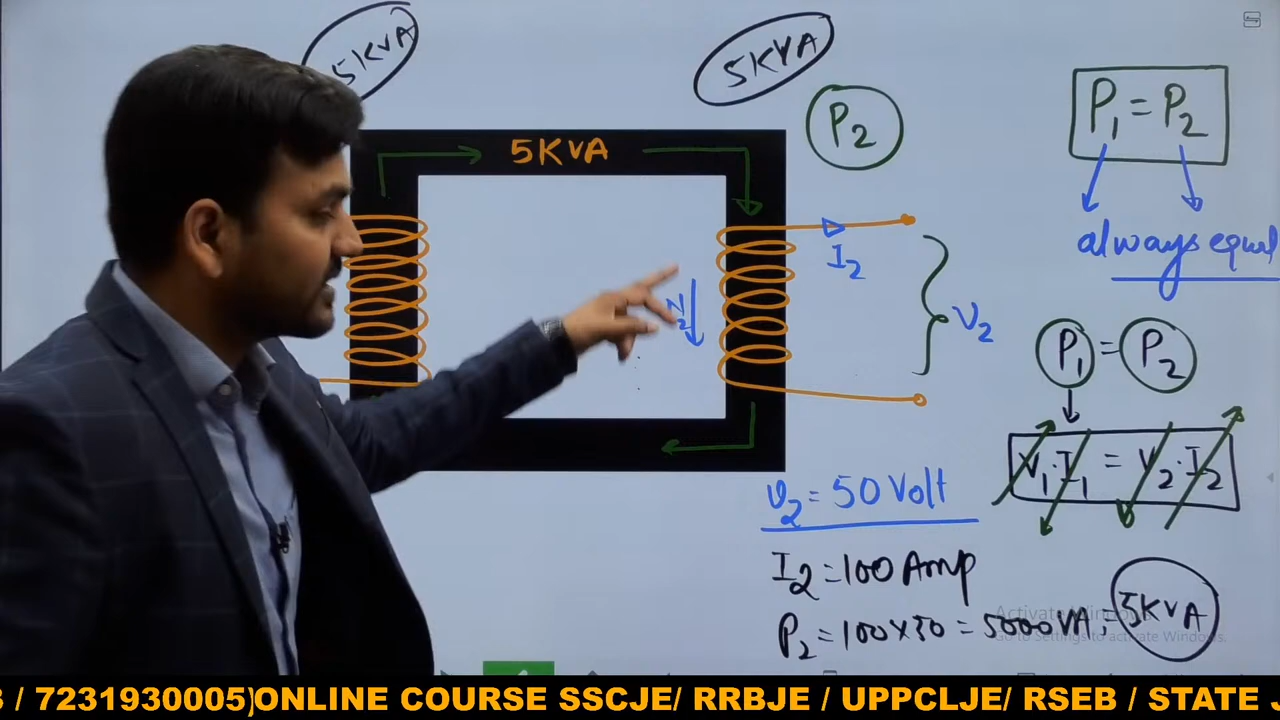 5KVA
5KVA
P2
P1 = P2
5KVA
always equal
I2
N2
V2
P1 = P2
V1·I1 = V2·I2
V2 = 50 Volt
I2 = 100 Amp
P2 = 100×50 = 5000VA = 5KVA
Activate Windows
Go to Settings to activate Windows.
/ 7231930005)ONLINE COURSE SSCJE/ RRBJE / UPPCLJE/ RSEB / STATE